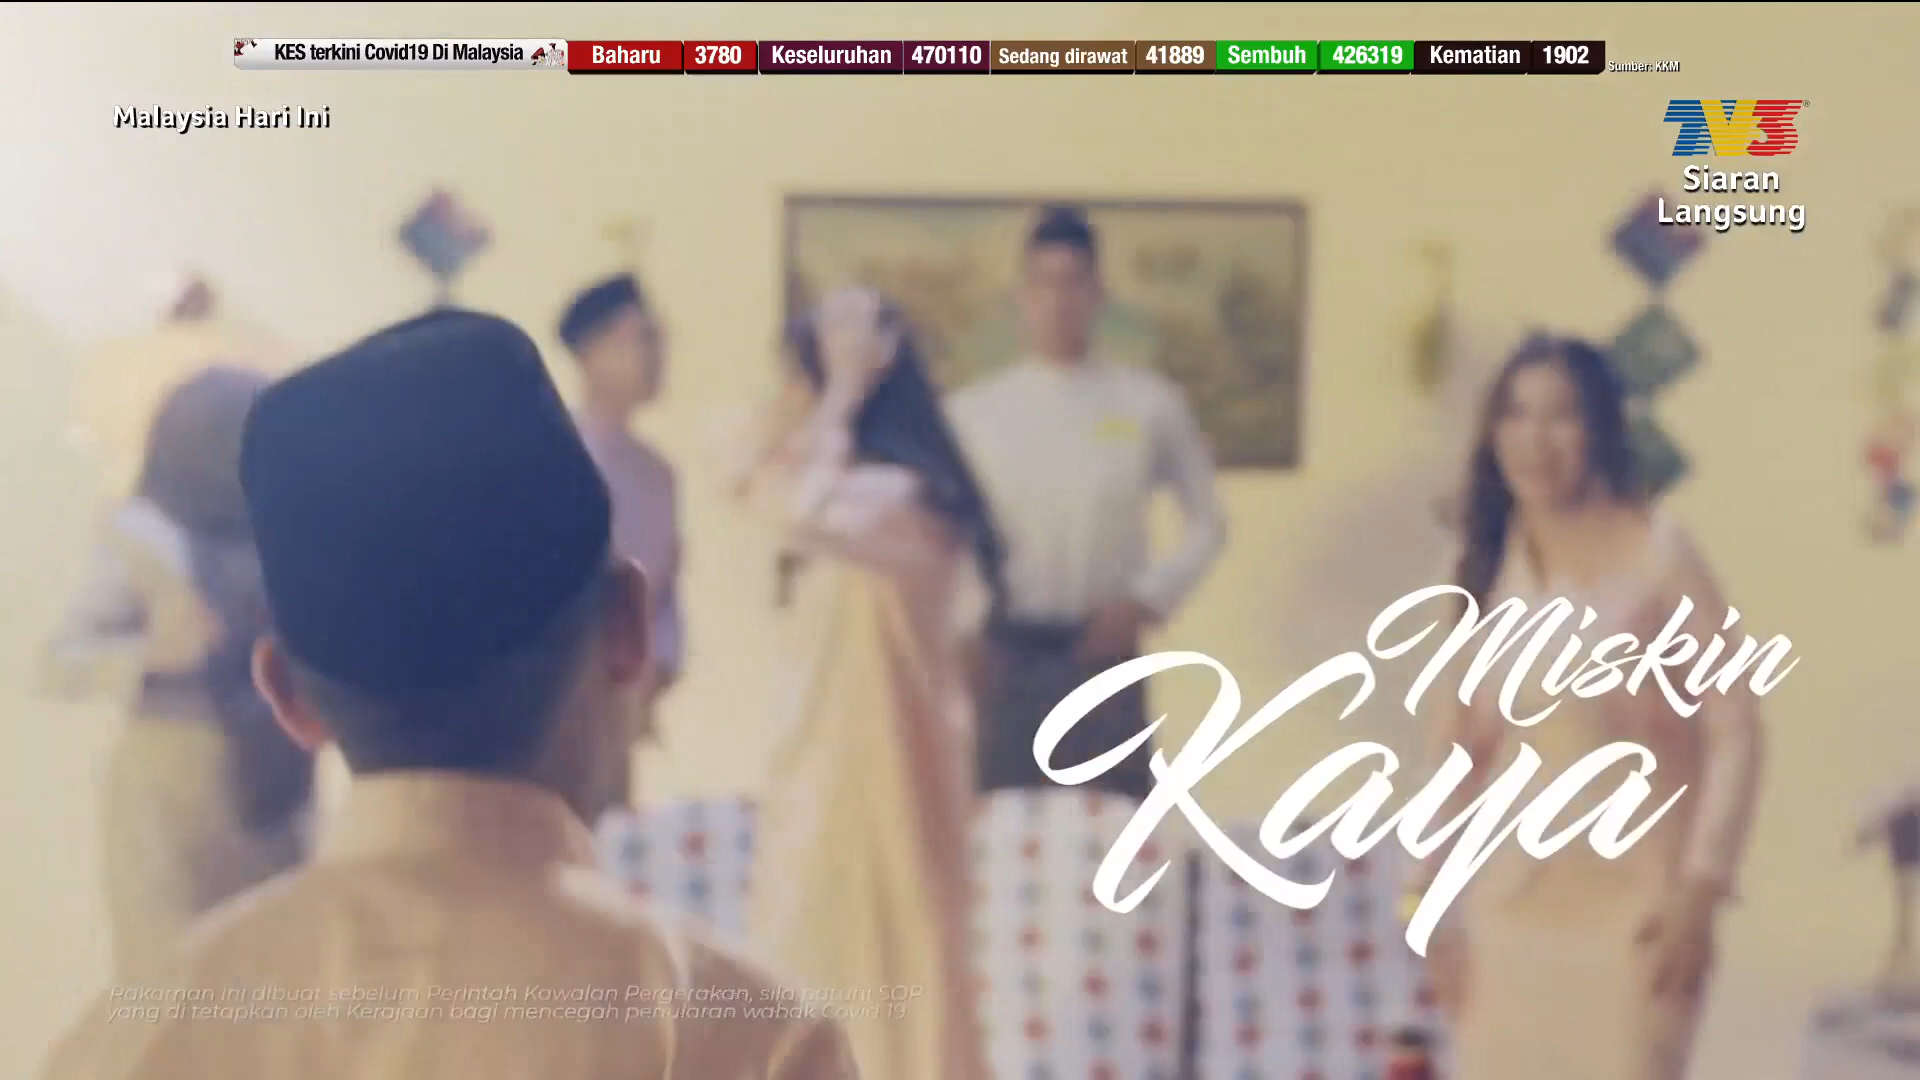 KES terkini Covid19 Di Malaysia Baharu 3780 Keseluruhan 470110 Sedang dirawat 41889 Sembuh 426319 Kematian 1902 Sumber: KKM
Malaysia Hari Ini
TV3
Siaran
Langsung
Miskin
Kaya
Rakaman ini dibuat sebelum Perintah Kawalan Pergerakan, sila patuhi SOP
yang di tetapkan oleh Kerajaan bagi mencegah penularan wabak Covid 19